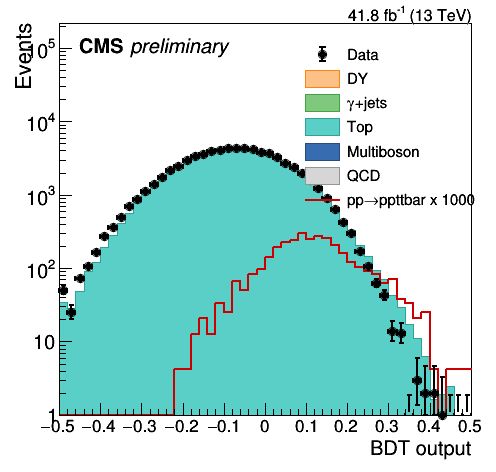 41.8 fb⁻¹ (13 TeV)
Events
CMS preliminary
Data
DY
γ+jets
Top
Multiboson
QCD
pp→ppttbar x 1000
10⁵
10⁴
10³
10²
10
1
−0.5 −0.4 −0.3 −0.2 −0.1 0 0.1 0.2 0.3 0.4 0.5
BDT output